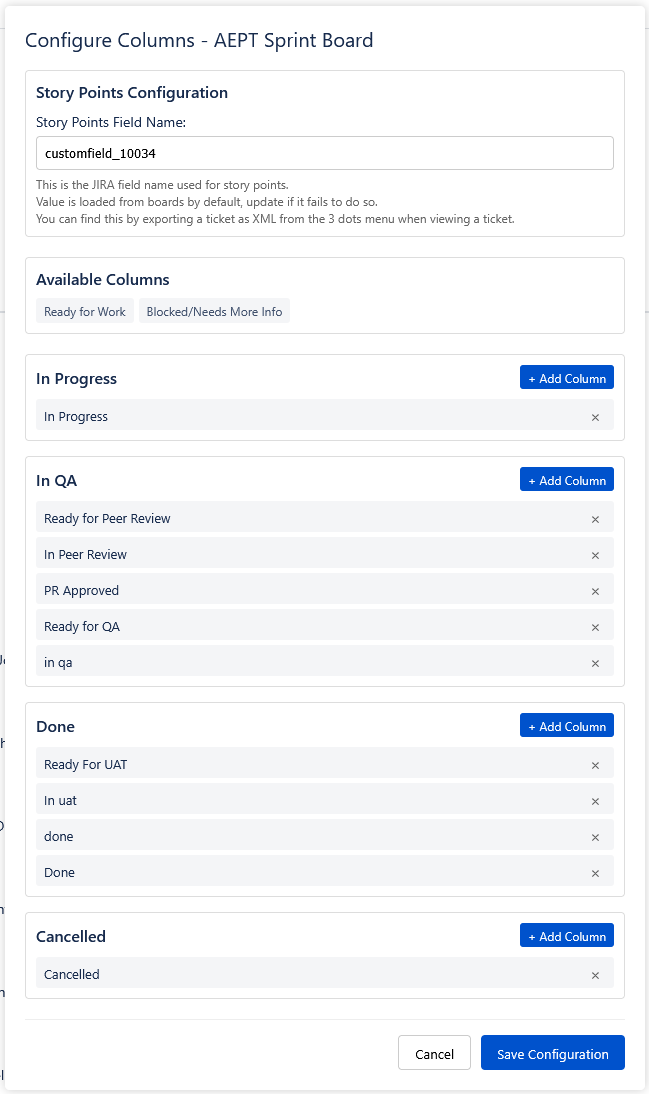 Configure Columns - AEPT Sprint Board
Story Points Configuration
Story Points Field Name:
customfield_10034
This is the JIRA field name used for story points.
Value is loaded from boards by default, update if it fails to do so.
You can find this by exporting a ticket as XML from the 3 dots menu when viewing a ticket.
Available Columns
Ready for Work
Blocked/Needs More Info
In Progress
+ Add Column
In Progress ×
In QA
+ Add Column
Ready for Peer Review ×
In Peer Review ×
PR Approved ×
Ready for QA ×
in qa ×
Done
+ Add Column
Ready For UAT ×
In uat ×
done ×
Done ×
Cancelled
+ Add Column
Cancelled ×
Cancel
Save Configuration